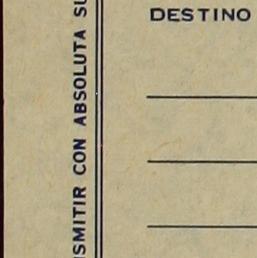 DESTINO
SMITIR CON ABSOLUTA SU